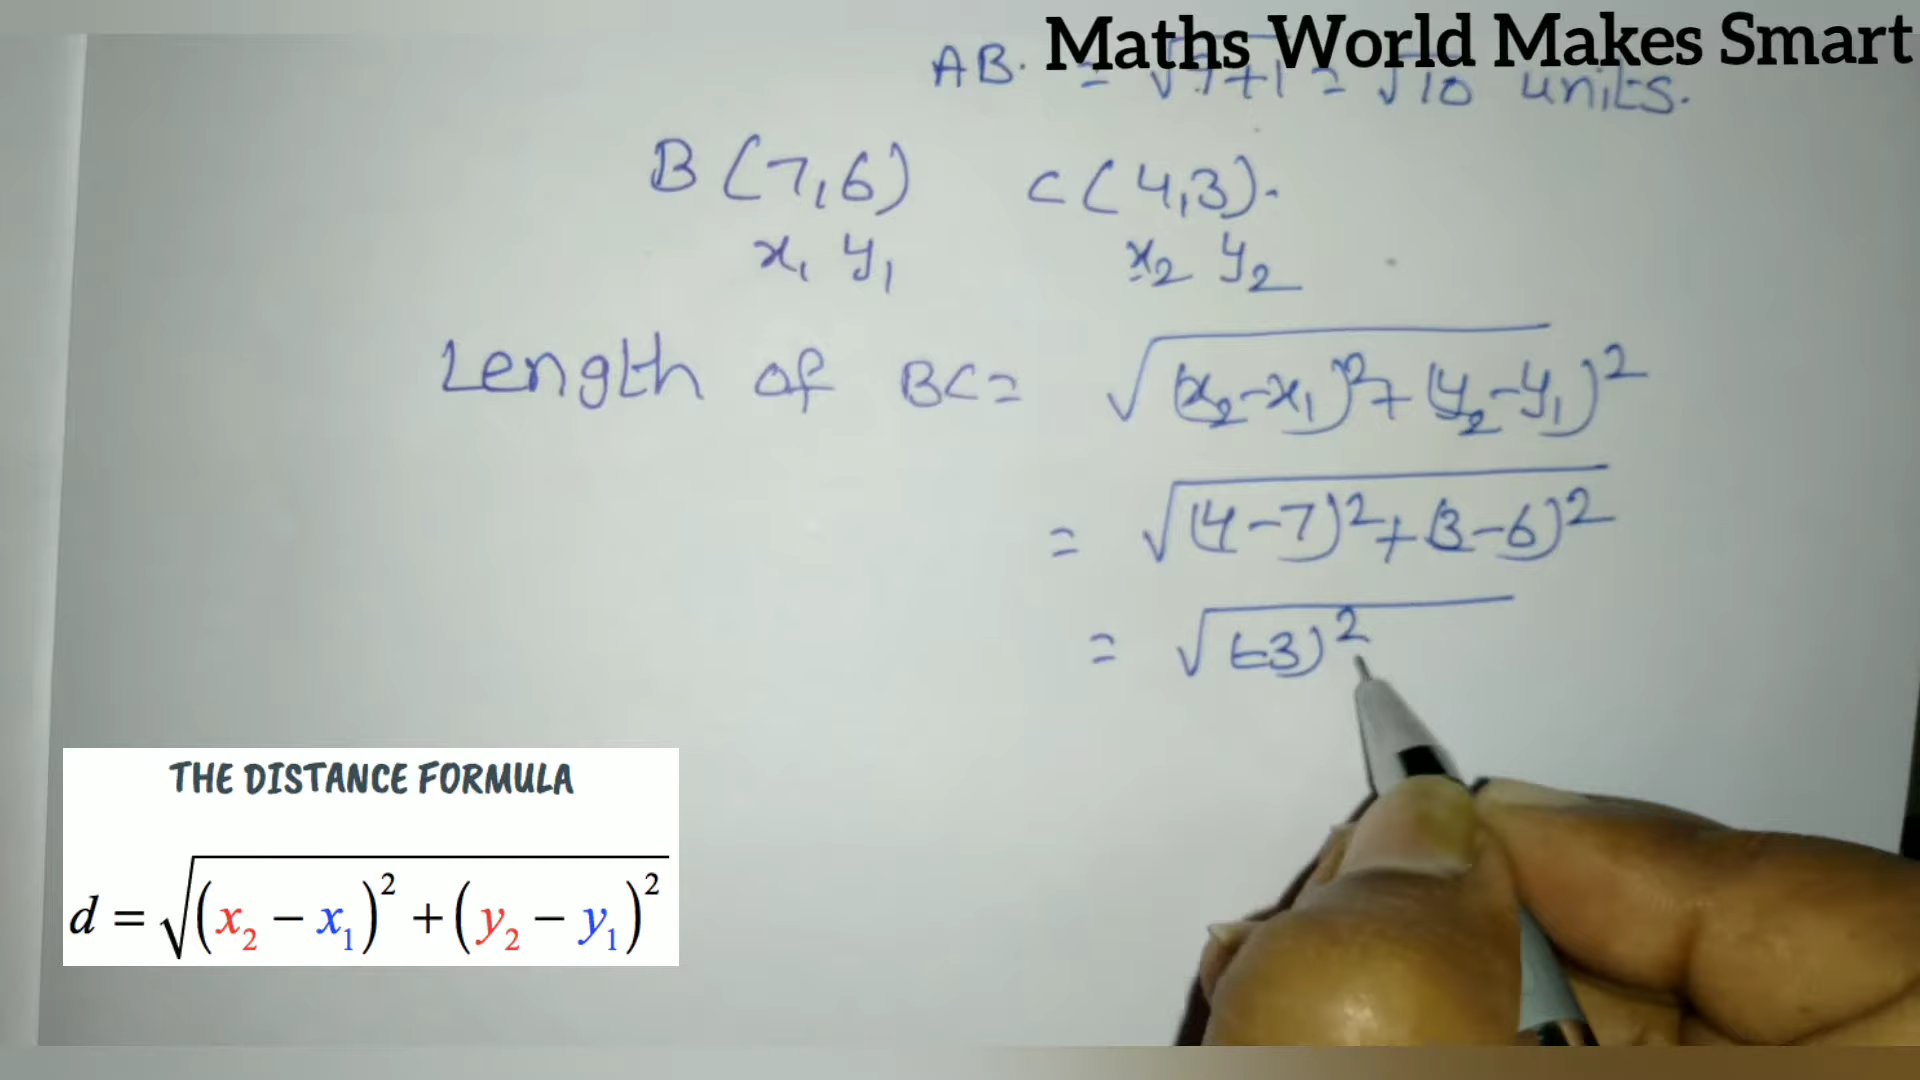 Maths World Makes Smart
AB. = √9+1 = √10 units.
B (7,6) C (4,3).
x₁ y₁ x₂ y₂
Length of BC = √(x₂-x₁)²+(y₂-y₁)²
= √(4-7)²+(3-6)²
= √(-3)²
THE DISTANCE FORMULA
d = √(x₂ − x₁)² + (y₂ − y₁)²